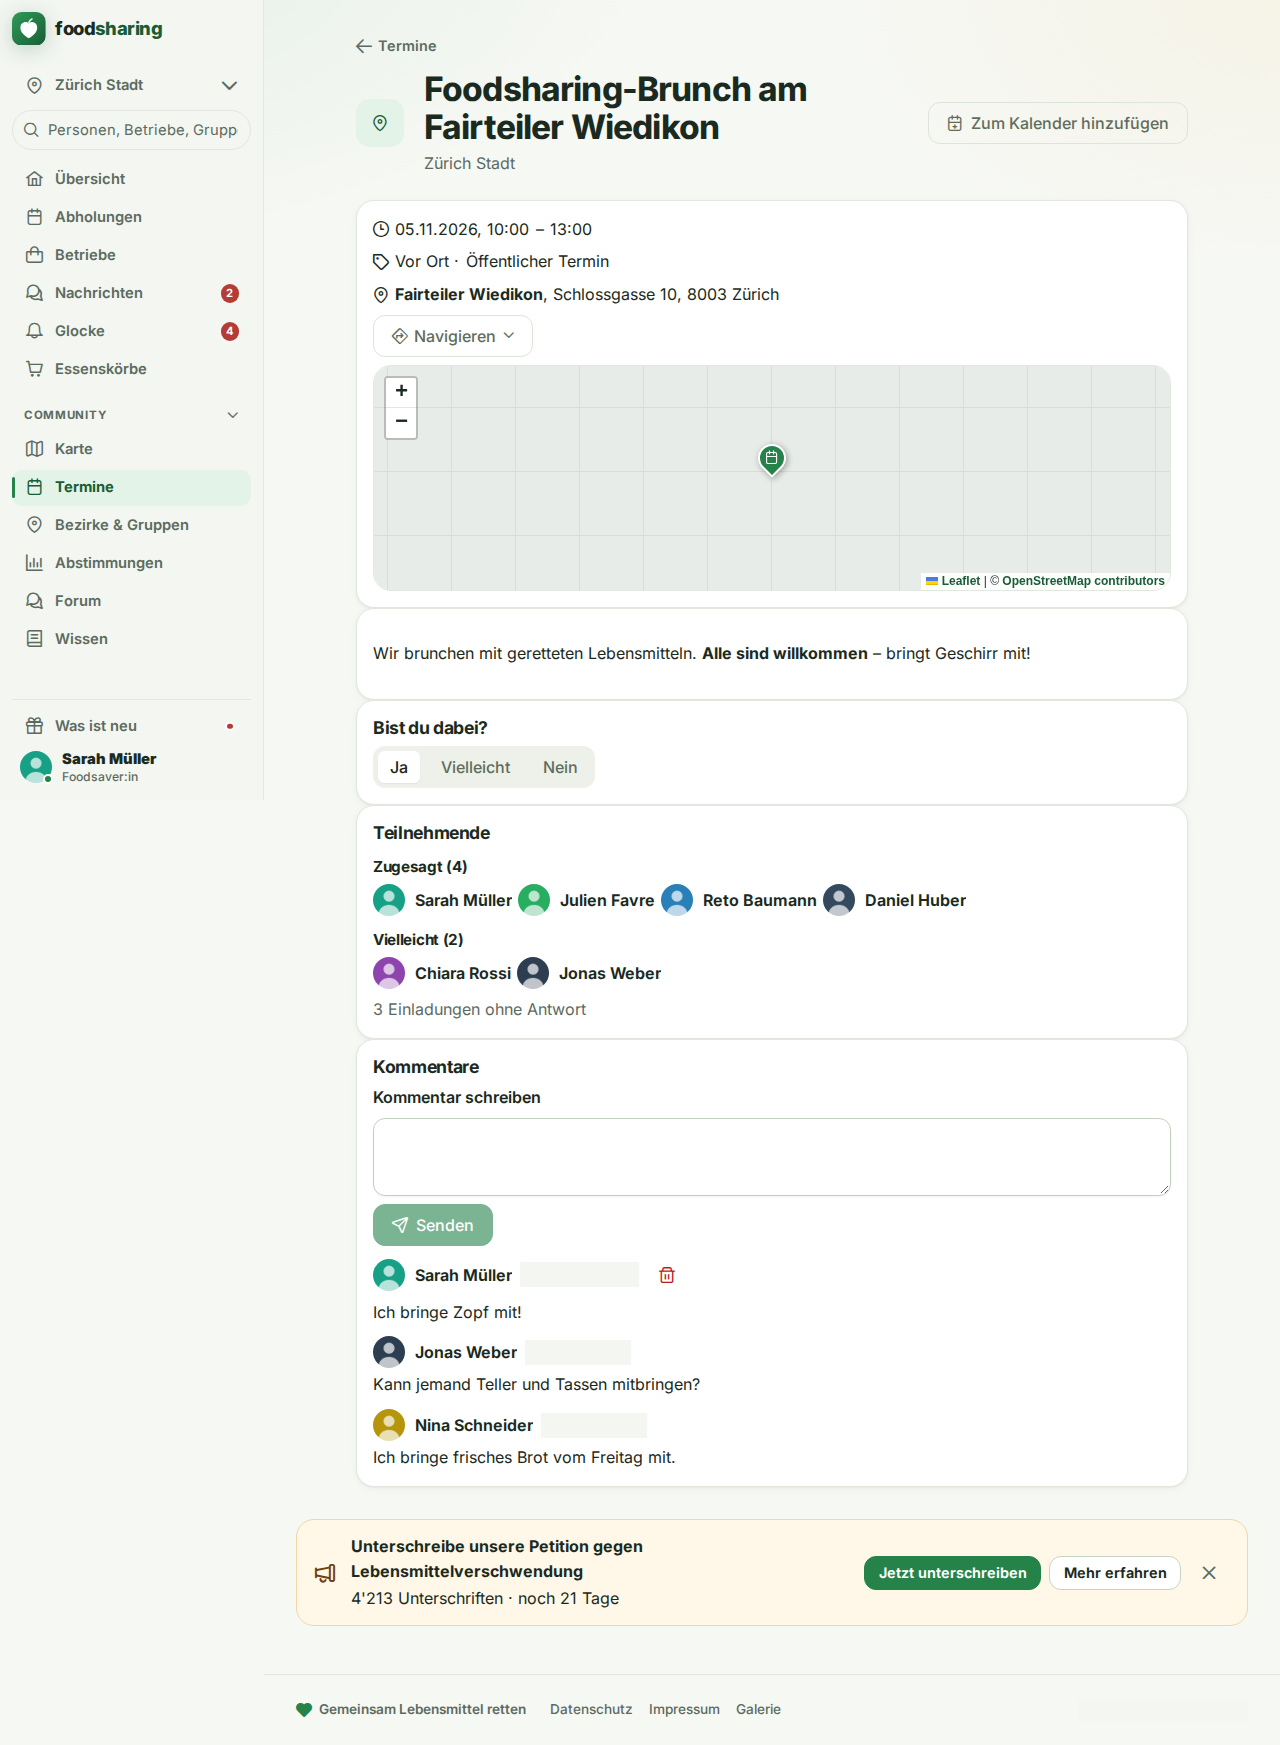 foodsharing
Zürich Stadt
Personen, Betriebe, Grupp
Übersicht
Abholungen
Betriebe
Nachrichten 2
Glocke 4
Essenskörbe
COMMUNITY
Karte
Termine
Bezirke & Gruppen
Abstimmungen
Forum
Wissen
Was ist neu
Sarah Müller
Foodsaver:in
Termine
Foodsharing-Brunch am
Fairteiler Wiedikon
Zürich Stadt
Zum Kalender hinzufügen
05.11.2026, 10:00 – 13:00
Vor Ort · Öffentlicher Termin
Fairteiler Wiedikon, Schlossgasse 10, 8003 Zürich
Navigieren
+
−
Leaflet | © OpenStreetMap contributors
Wir brunchen mit geretteten Lebensmitteln. Alle sind willkommen – bringt Geschirr mit!
Bist du dabei?
Ja Vielleicht Nein
Teilnehmende
Zugesagt (4)
Sarah Müller Julien Favre Reto Baumann Daniel Huber
Vielleicht (2)
Chiara Rossi Jonas Weber
3 Einladungen ohne Antwort
Kommentare
Kommentar schreiben
Senden
Sarah Müller
Ich bringe Zopf mit!
Jonas Weber
Kann jemand Teller und Tassen mitbringen?
Nina Schneider
Ich bringe frisches Brot vom Freitag mit.
Unterschreibe unsere Petition gegen
Lebensmittelverschwendung
4'213 Unterschriften · noch 21 Tage
Jetzt unterschreiben Mehr erfahren
Gemeinsam Lebensmittel retten Datenschutz Impressum Galerie